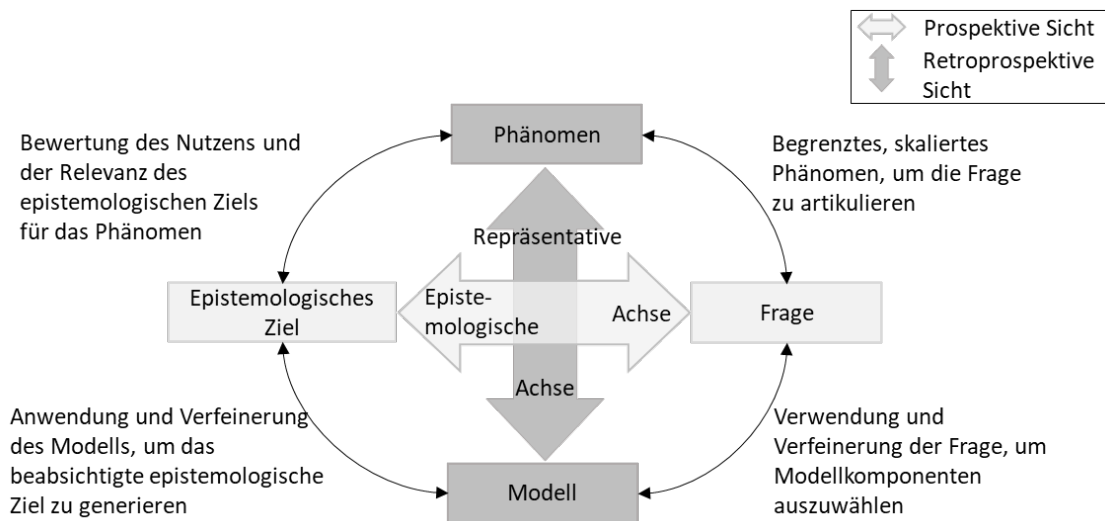 Prospektive Sicht
Retroprospektive
Sicht
Phänomen
Bewertung des Nutzens und
der Relevanz des
epistemologischen Ziels
für das Phänomen
Begrenztes, skaliertes
Phänomen, um die Frage
zu artikulieren
Repräsentative
Epistemologisches
Ziel
Episte-
mologische
Achse
Frage
Achse
Anwendung und Verfeinerung
des Modells, um das
beabsichtigte epistemologische
Ziel zu generieren
Verwendung und
Verfeinerung der Frage, um
Modellkomponenten
auszuwählen
Modell